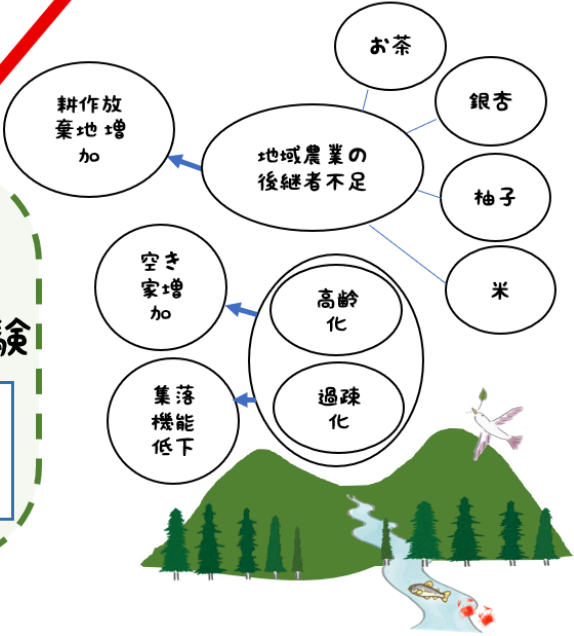 お茶
銀杏
耕作放
棄地増
加
地域農業の
後継者不足
柚子
米
空き
家増
加
高齢
化
験
集落
機能
低下
過疎
化